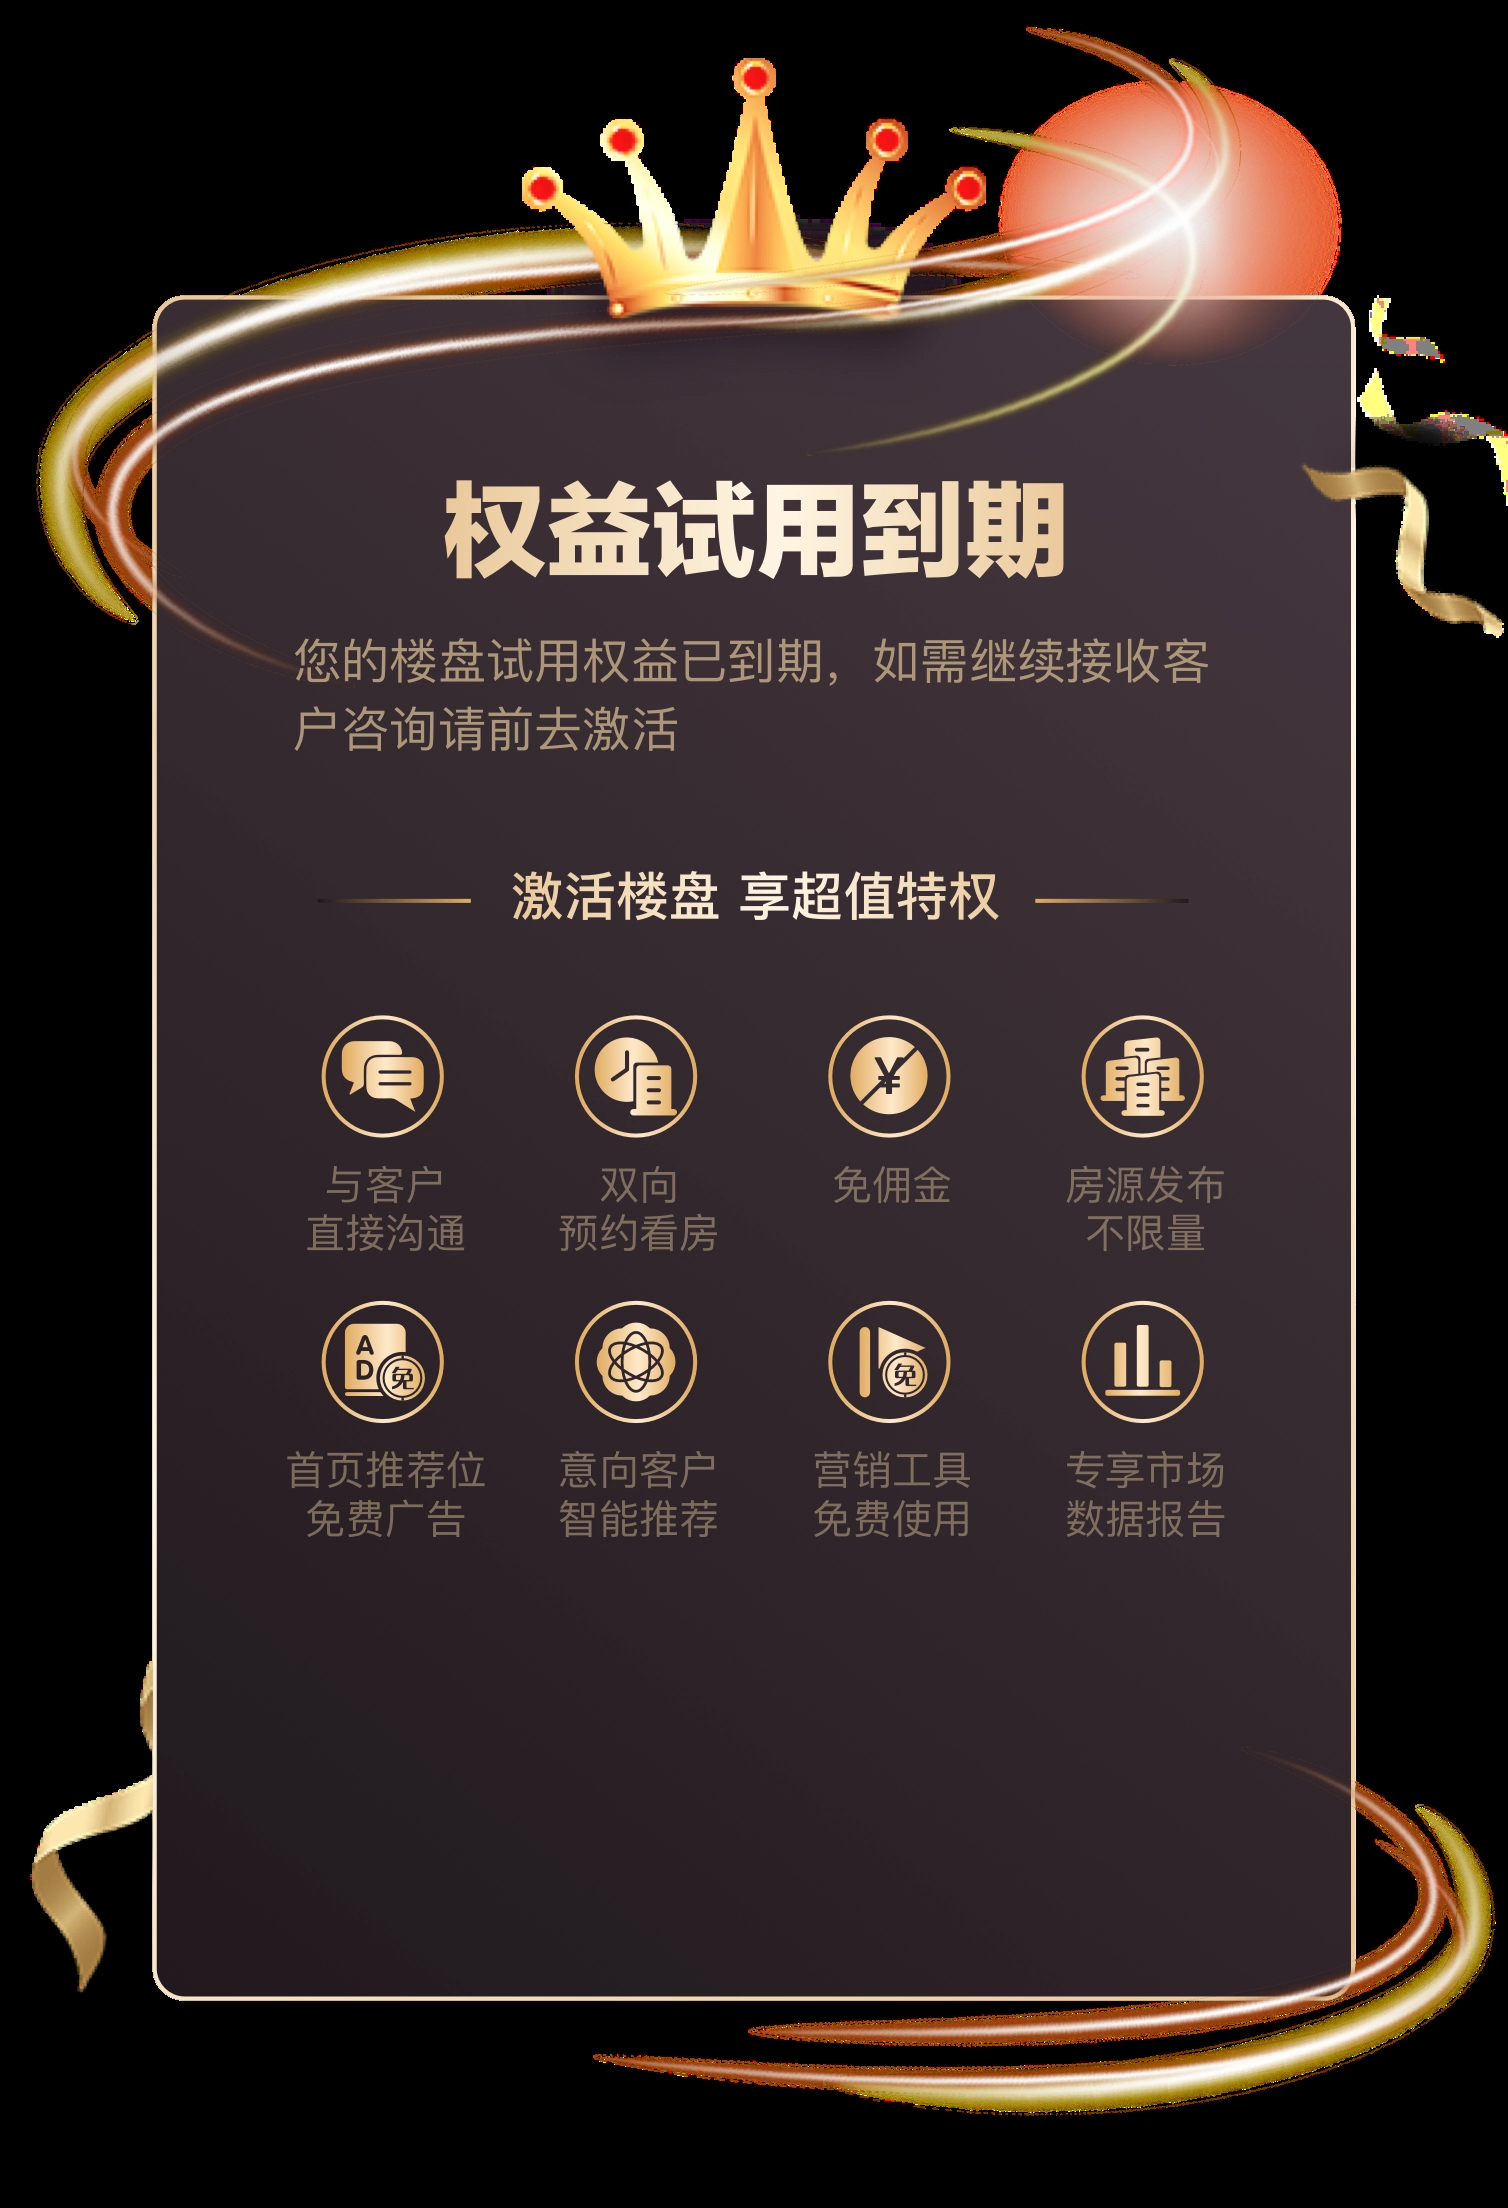 权益试用到期
您的楼盘试用权益已到期，如需继续接收客
户咨询请前去激活
激活楼盘 享超值特权
¥
与客户
直接沟通
双向
预约看房
免佣金
房源发布
不限量
A
D
免
免
首页推荐位
免费广告
意向客户
智能推荐
营销工具
免费使用
专享市场
数据报告